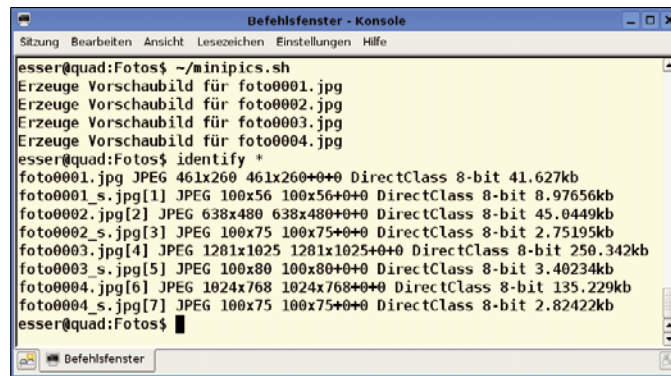 Befehlsfenster - Konsole
Sitzung Bearbeiten Ansicht Lesezeichen Einstellungen Hilfe
esser@quad:Fotos$ ~/minipics.sh
Erzeuge Vorschaubild für foto0001.jpg
Erzeuge Vorschaubild für foto0002.jpg
Erzeuge Vorschaubild für foto0003.jpg
Erzeuge Vorschaubild für foto0004.jpg
esser@quad:Fotos$ identify *
foto0001.jpg JPEG 461x260 461x260+0+0 DirectClass 8-bit 41.627kb
foto0001_s.jpg[1] JPEG 100x56 100x56+0+0 DirectClass 8-bit 8.97656kb
foto0002.jpg[2] JPEG 638x480 638x480+0+0 DirectClass 8-bit 45.0449kb
foto0002_s.jpg[3] JPEG 100x75 100x75+0+0 DirectClass 8-bit 2.75195kb
foto0003.jpg[4] JPEG 1281x1025 1281x1025+0+0 DirectClass 8-bit 250.342kb
foto0003_s.jpg[5] JPEG 100x80 100x80+0+0 DirectClass 8-bit 3.40234kb
foto0004.jpg[6] JPEG 1024x768 1024x768+0+0 DirectClass 8-bit 135.229kb
foto0004_s.jpg[7] JPEG 100x75 100x75+0+0 DirectClass 8-bit 2.82422kb
esser@quad:Fotos$
Befehlsfenster